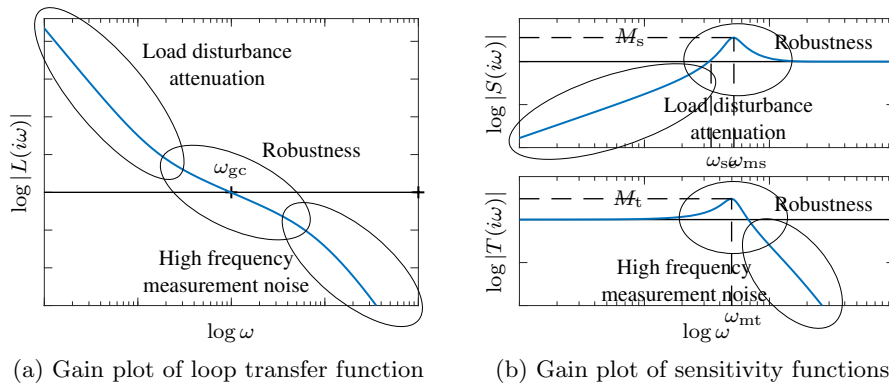 log |L(iω)|
Load disturbance
attenuation
Robustness
ω_gc
High frequency
measurement noise
log ω
(a) Gain plot of loop transfer function
log |S(iω)|
M_s
Robustness
Load disturbance
attenuation
ω_sc ω_ms
log |T(iω)|
M_t
Robustness
High frequency
measurement noise
ω_mt
log ω
(b) Gain plot of sensitivity functions